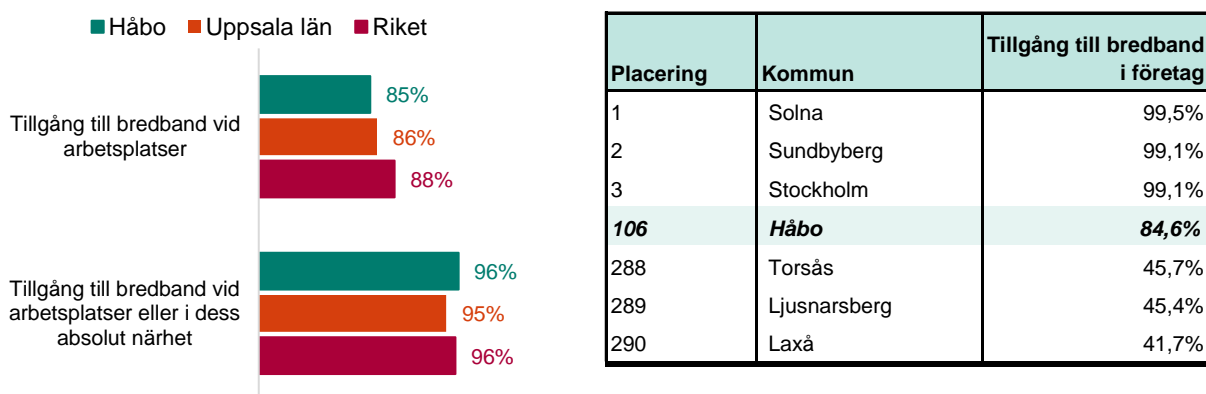 Håbo Uppsala län Riket
Tillgång till bredband vid
arbetsplatser
85%
86%
88%
Tillgång till bredband vid
arbetsplatser eller i dess
absolut närhet
96%
95%
96%
Placering Kommun Tillgång till bredband
i företag
1 Solna 99,5%
2 Sundbyberg 99,1%
3 Stockholm 99,1%
106 Håbo 84,6%
288 Torsås 45,7%
289 Ljusnarsberg 45,4%
290 Laxå 41,7%